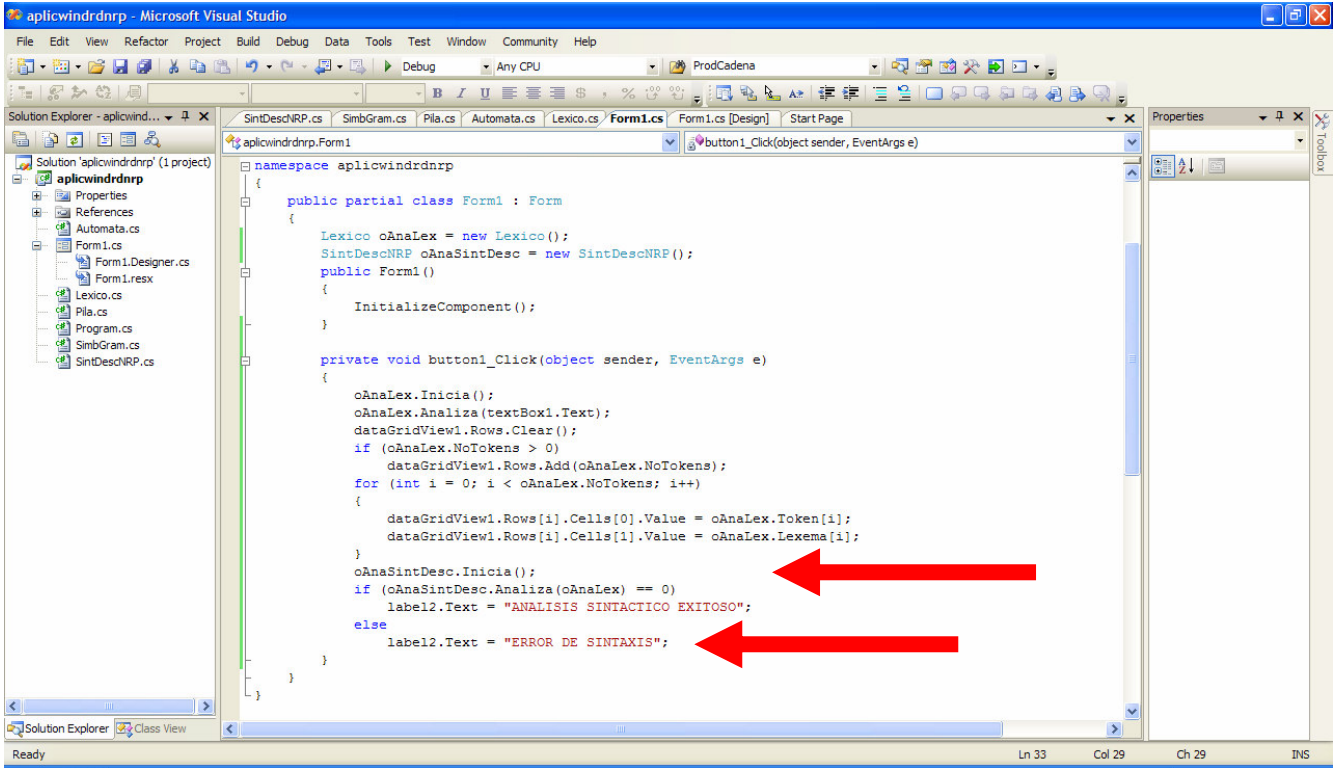 aplicwindrdnrp - Microsoft Visual Studio
File Edit View Refactor Project Build Debug Data Tools Test Window Community Help
Debug Any CPU ProdCadena
Solution Explorer - aplicwind...
SintDescNRP.cs SimbGram.cs Pila.cs Automata.cs Lexico.cs Form1.cs Form1.cs [Design] Start Page
Properties
Toolbox
aplicwindrdnrp.Form1 button1_Click(object sender, EventArgs e)
Solution 'aplicwindrdnrp' (1 project)
aplicwindrdnrp
Properties
References
Automata.cs
Form1.cs
Form1.Designer.cs
Form1.resx
Lexico.cs
Pila.cs
Program.cs
SimbGram.cs
SintDescNRP.cs
namespace aplicwindrdnrp
{
public partial class Form1 : Form
{
Lexico oAnaLex = new Lexico();
SintDescNRP oAnaSintDesc = new SintDescNRP();
public Form1()
{
InitializeComponent();
}
private void button1_Click(object sender, EventArgs e)
{
oAnaLex.Inicia();
oAnaLex.Analiza(textBox1.Text);
dataGridView1.Rows.Clear();
if (oAnaLex.NoTokens > 0)
dataGridView1.Rows.Add(oAnaLex.NoTokens);
for (int i = 0; i < oAnaLex.NoTokens; i++)
{
dataGridView1.Rows[i].Cells[0].Value = oAnaLex.Token[i];
dataGridView1.Rows[i].Cells[1].Value = oAnaLex.Lexema[i];
}
oAnaSintDesc.Inicia();
if (oAnaSintDesc.Analiza(oAnaLex) == 0)
label2.Text = "ANALISIS SINTACTICO EXITOSO";
else
label2.Text = "ERROR DE SINTAXIS";
}
}
}
Solution Explorer Class View
Ready Ln 33 Col 29 Ch 29 INS